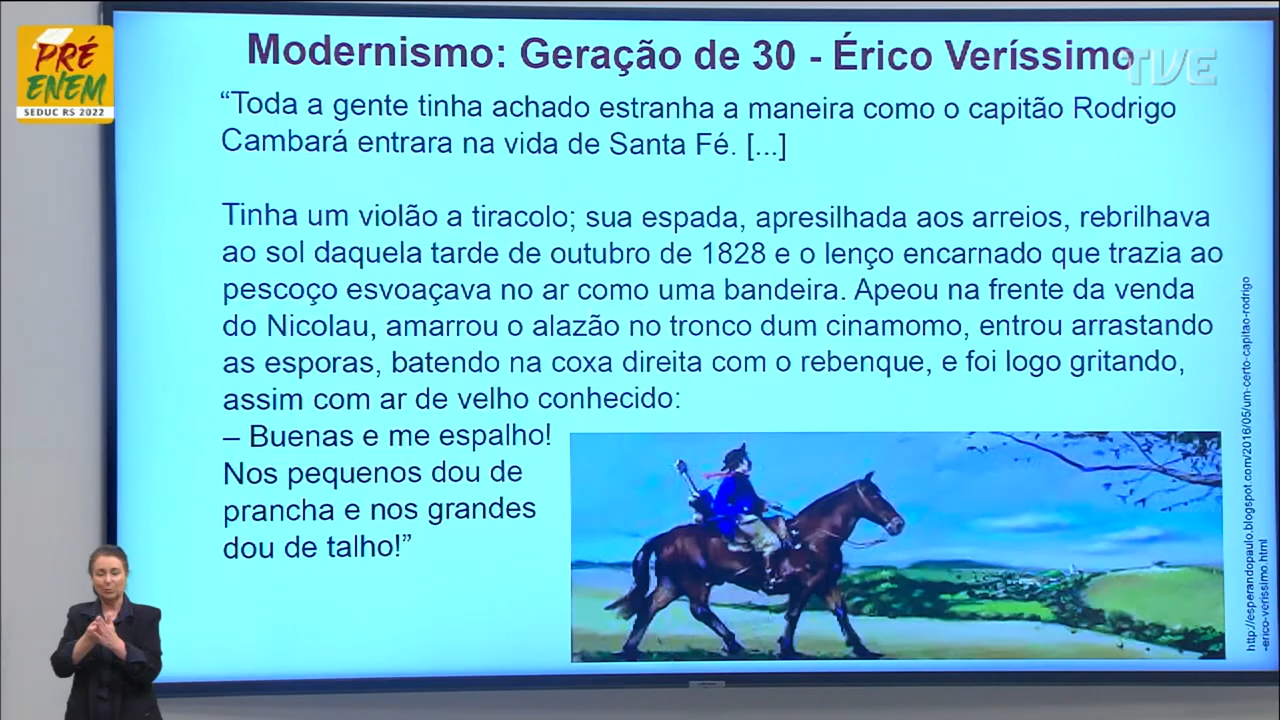 PRÉ
ENEM
SEDUC RS 2022
Modernismo: Geração de 30 - Érico Veríssimo
TVE
“Toda a gente tinha achado estranha a maneira como o capitão Rodrigo
Cambará entrara na vida de Santa Fé. [...]
Tinha um violão a tiracolo; sua espada, apresilhada aos arreios, rebrilhava
ao sol daquela tarde de outubro de 1828 e o lenço encarnado que trazia ao
pescoço esvoaçava no ar como uma bandeira. Apeou na frente da venda
do Nicolau, amarrou o alazão no tronco dum cinamomo, entrou arrastando
as esporas, batendo na coxa direita com o rebenque, e foi logo gritando,
assim com ar de velho conhecido:
– Buenas e me espalho!
Nos pequenos dou de
prancha e nos grandes
dou de talho!”
http://esperandopaulo.blogspot.com/2016/05/um-certo-capitao-rodrigo
-erico-verissimo.html